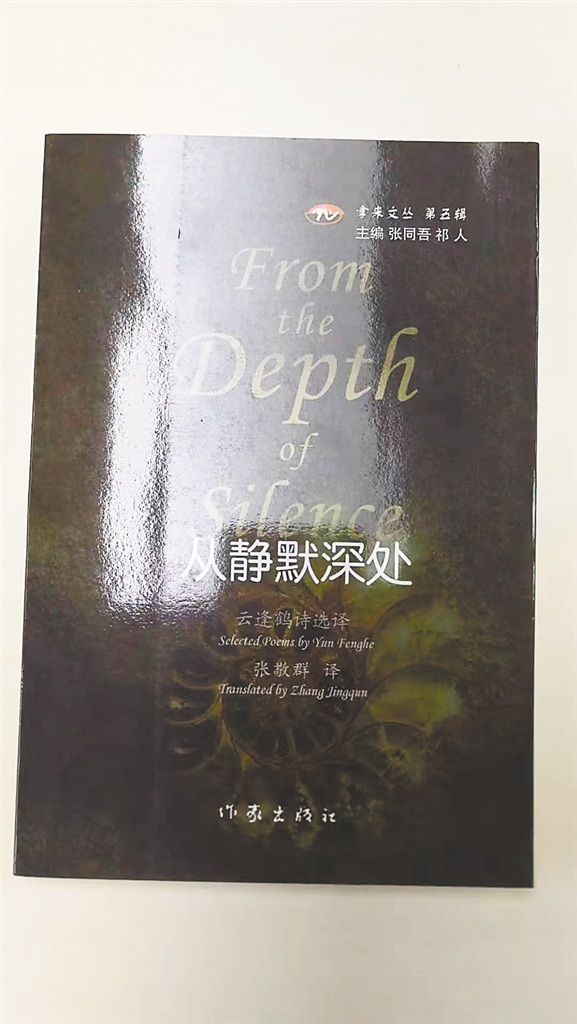 拿来文丛 第五辑
主编 张同吾 祁人
From
the
Depth
of
Silence
从静默深处
云逢鹤诗选译
Selected Poems by Yun Fenghe
张敬群 译
Translated by Zhang Jingqun
作家出版社